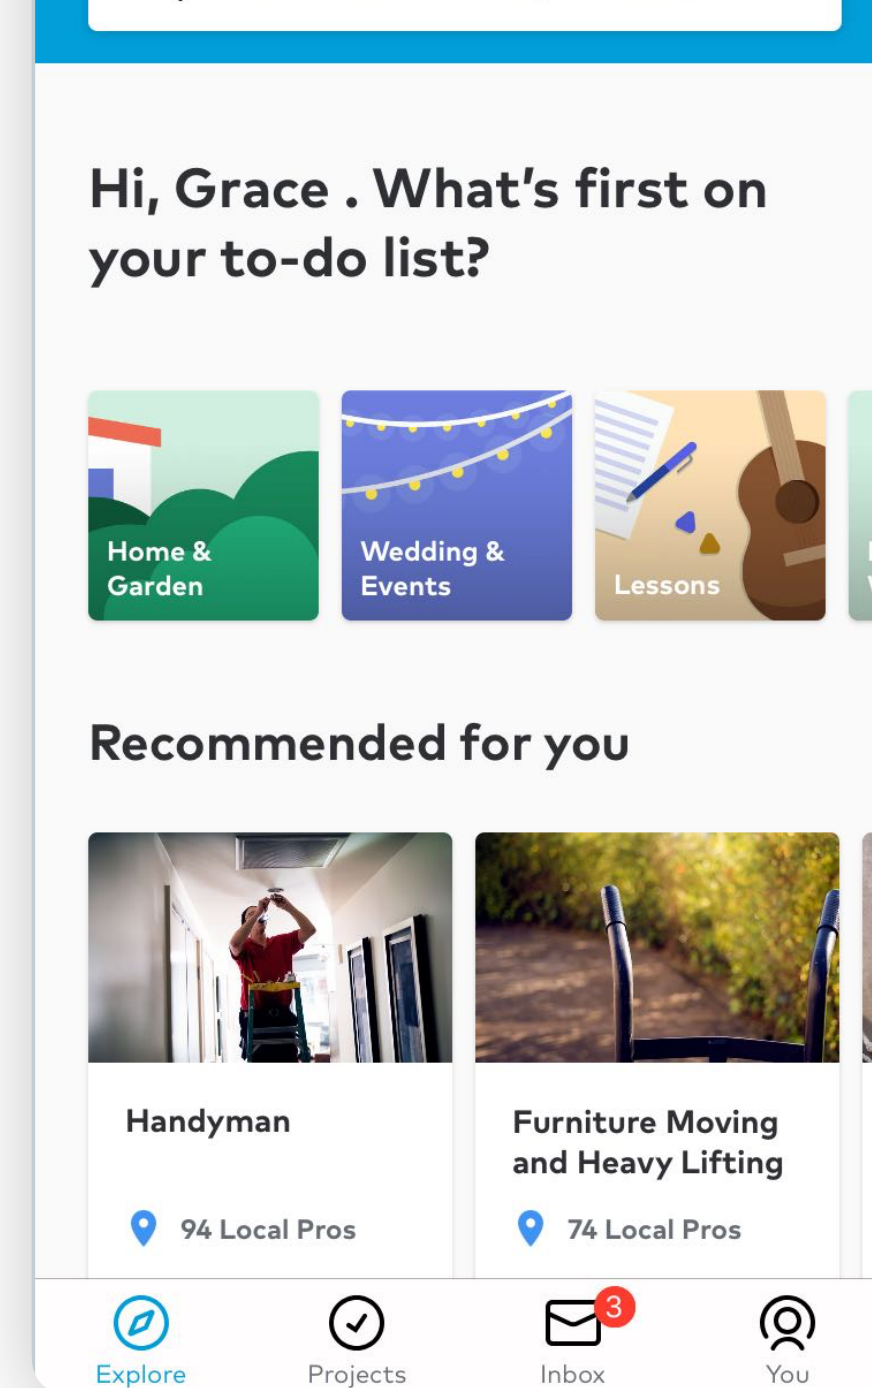 Hi, Grace . What's first on
your to-do list?
Home &
Garden
Wedding &
Events
Lessons
Recommended for you
Handyman
Furniture Moving
and Heavy Lifting
94 Local Pros
74 Local Pros
3
Explore
Projects
Inbox
You